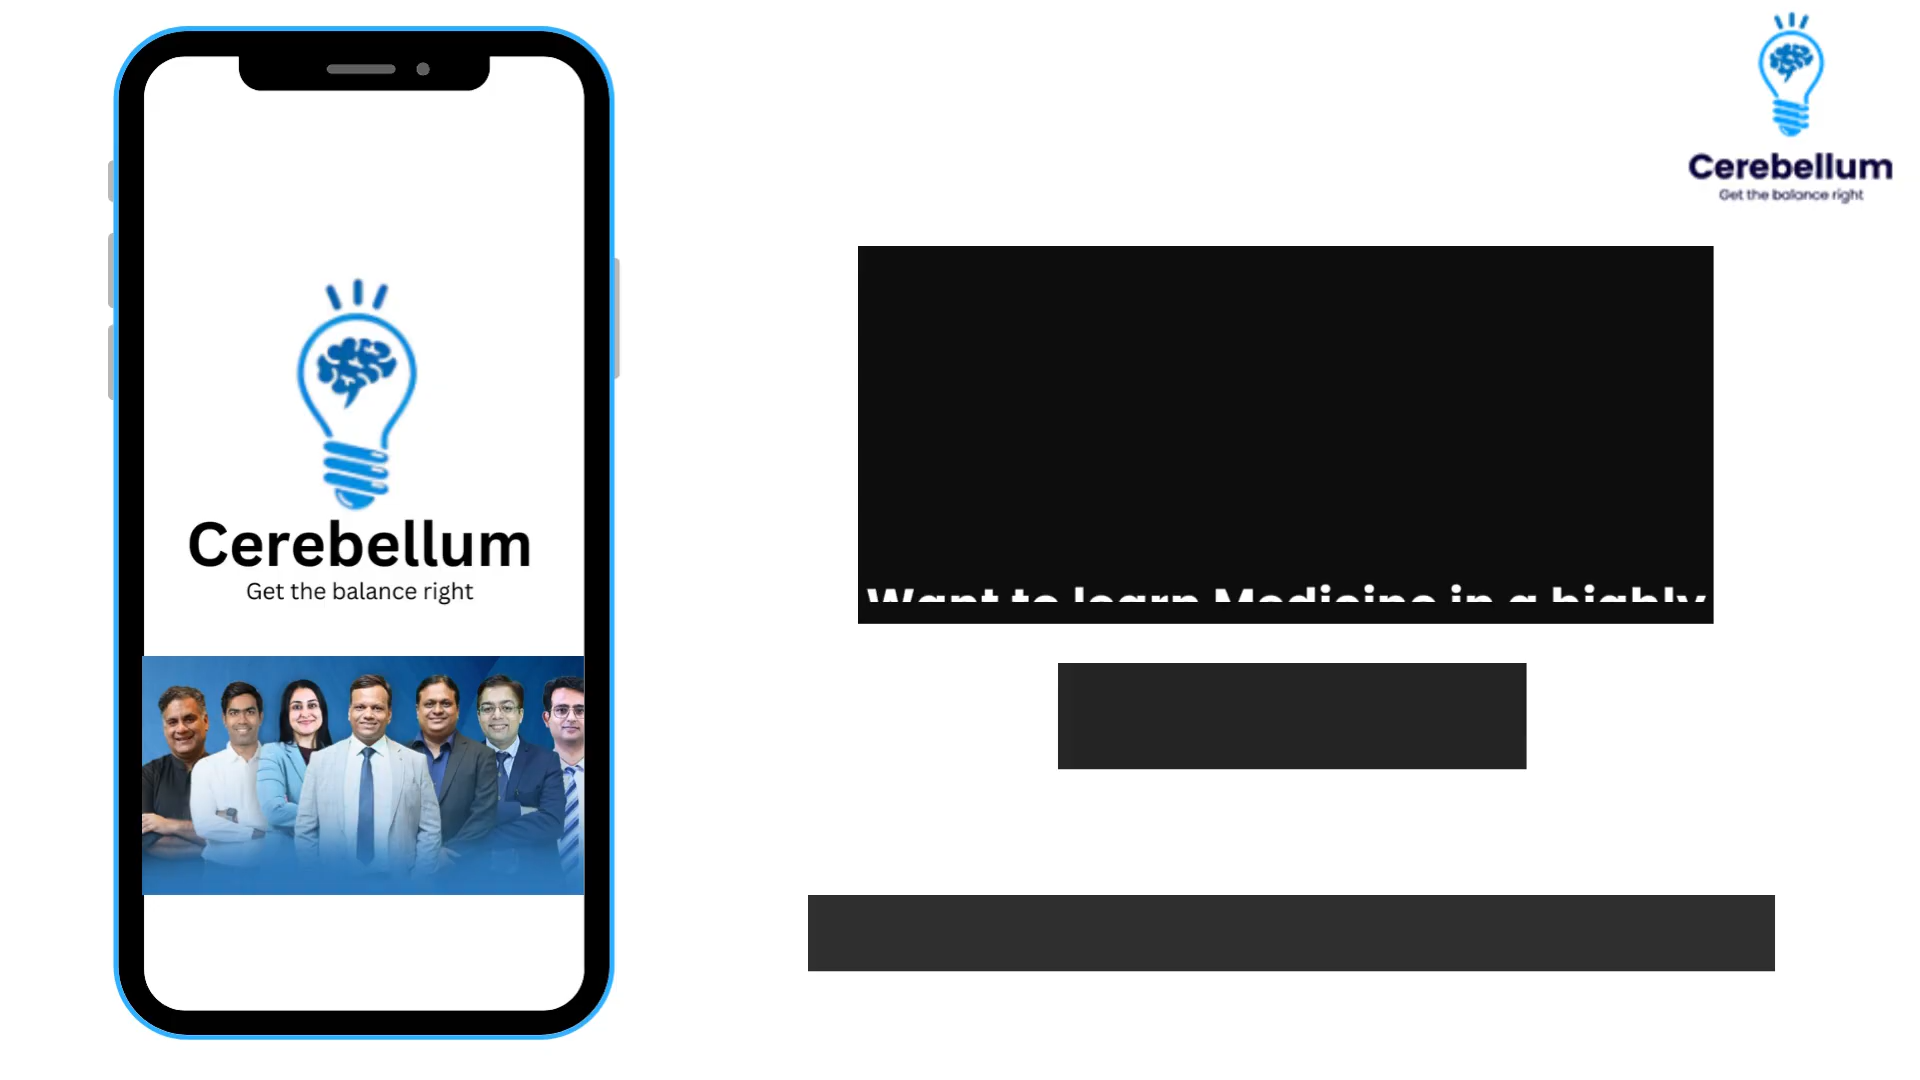 Cerebellum
Get the balance right
Cerebellum
Get the balance right
Want to learn Medicine in a highly